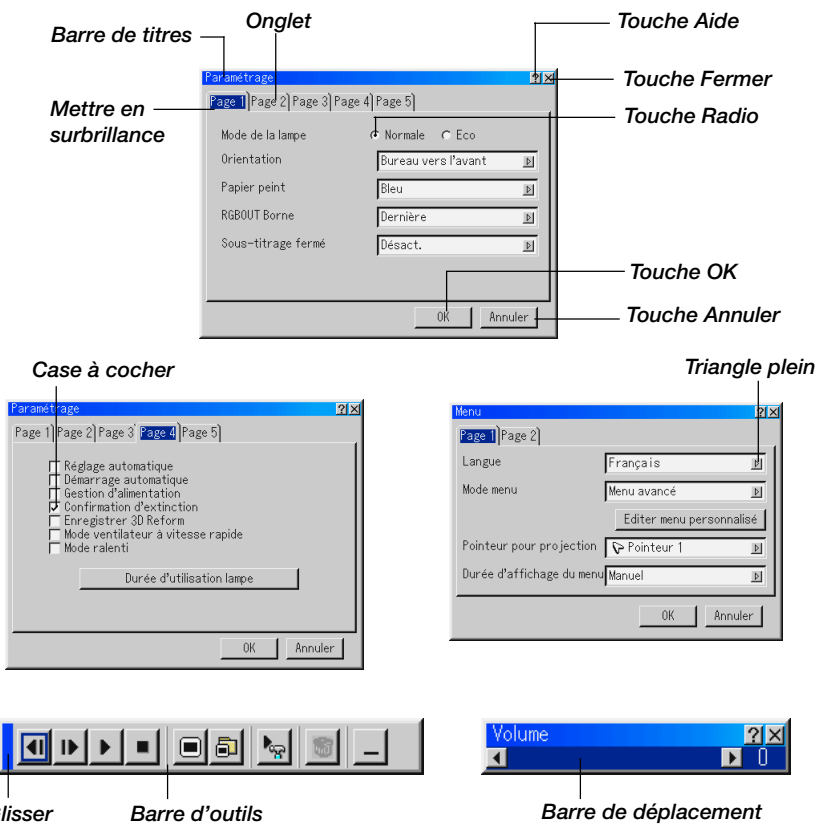 Onglet
Touche Aide
Barre de titres
Paramétrage
Touche Fermer
Page 1 Page 2 Page 3 Page 4 Page 5
Mettre en surbrillance
Touche Radio
Mode de la lampe Normale Eco
Orientation Bureau vers l'avant
Papier peint Bleu
RGBOUT Borne Dernière
Sous-titrage fermé Désact.
Touche OK
OK Annuler
Touche Annuler
Case à cocher
Triangle plein
Paramétrage
Page 1 Page 2 Page 3 Page 4 Page 5
Réglage automatique
Démarrage automatique
Gestion d'alimentation
Confirmation d'extinction
Enregistrer 3D Reform
Mode ventilateur à vitesse rapide
Mode ralenti
Durée d'utilisation lampe
OK Annuler
Menu
Page 1 Page 2
Langue Français
Mode menu Menu avancé
Editer menu personnalisé
Pointeur pour projection Pointeur 1
Durée d'affichage du menu Manuel
OK Annuler
Volume
0
lisser
Barre d'outils
Barre de déplacement